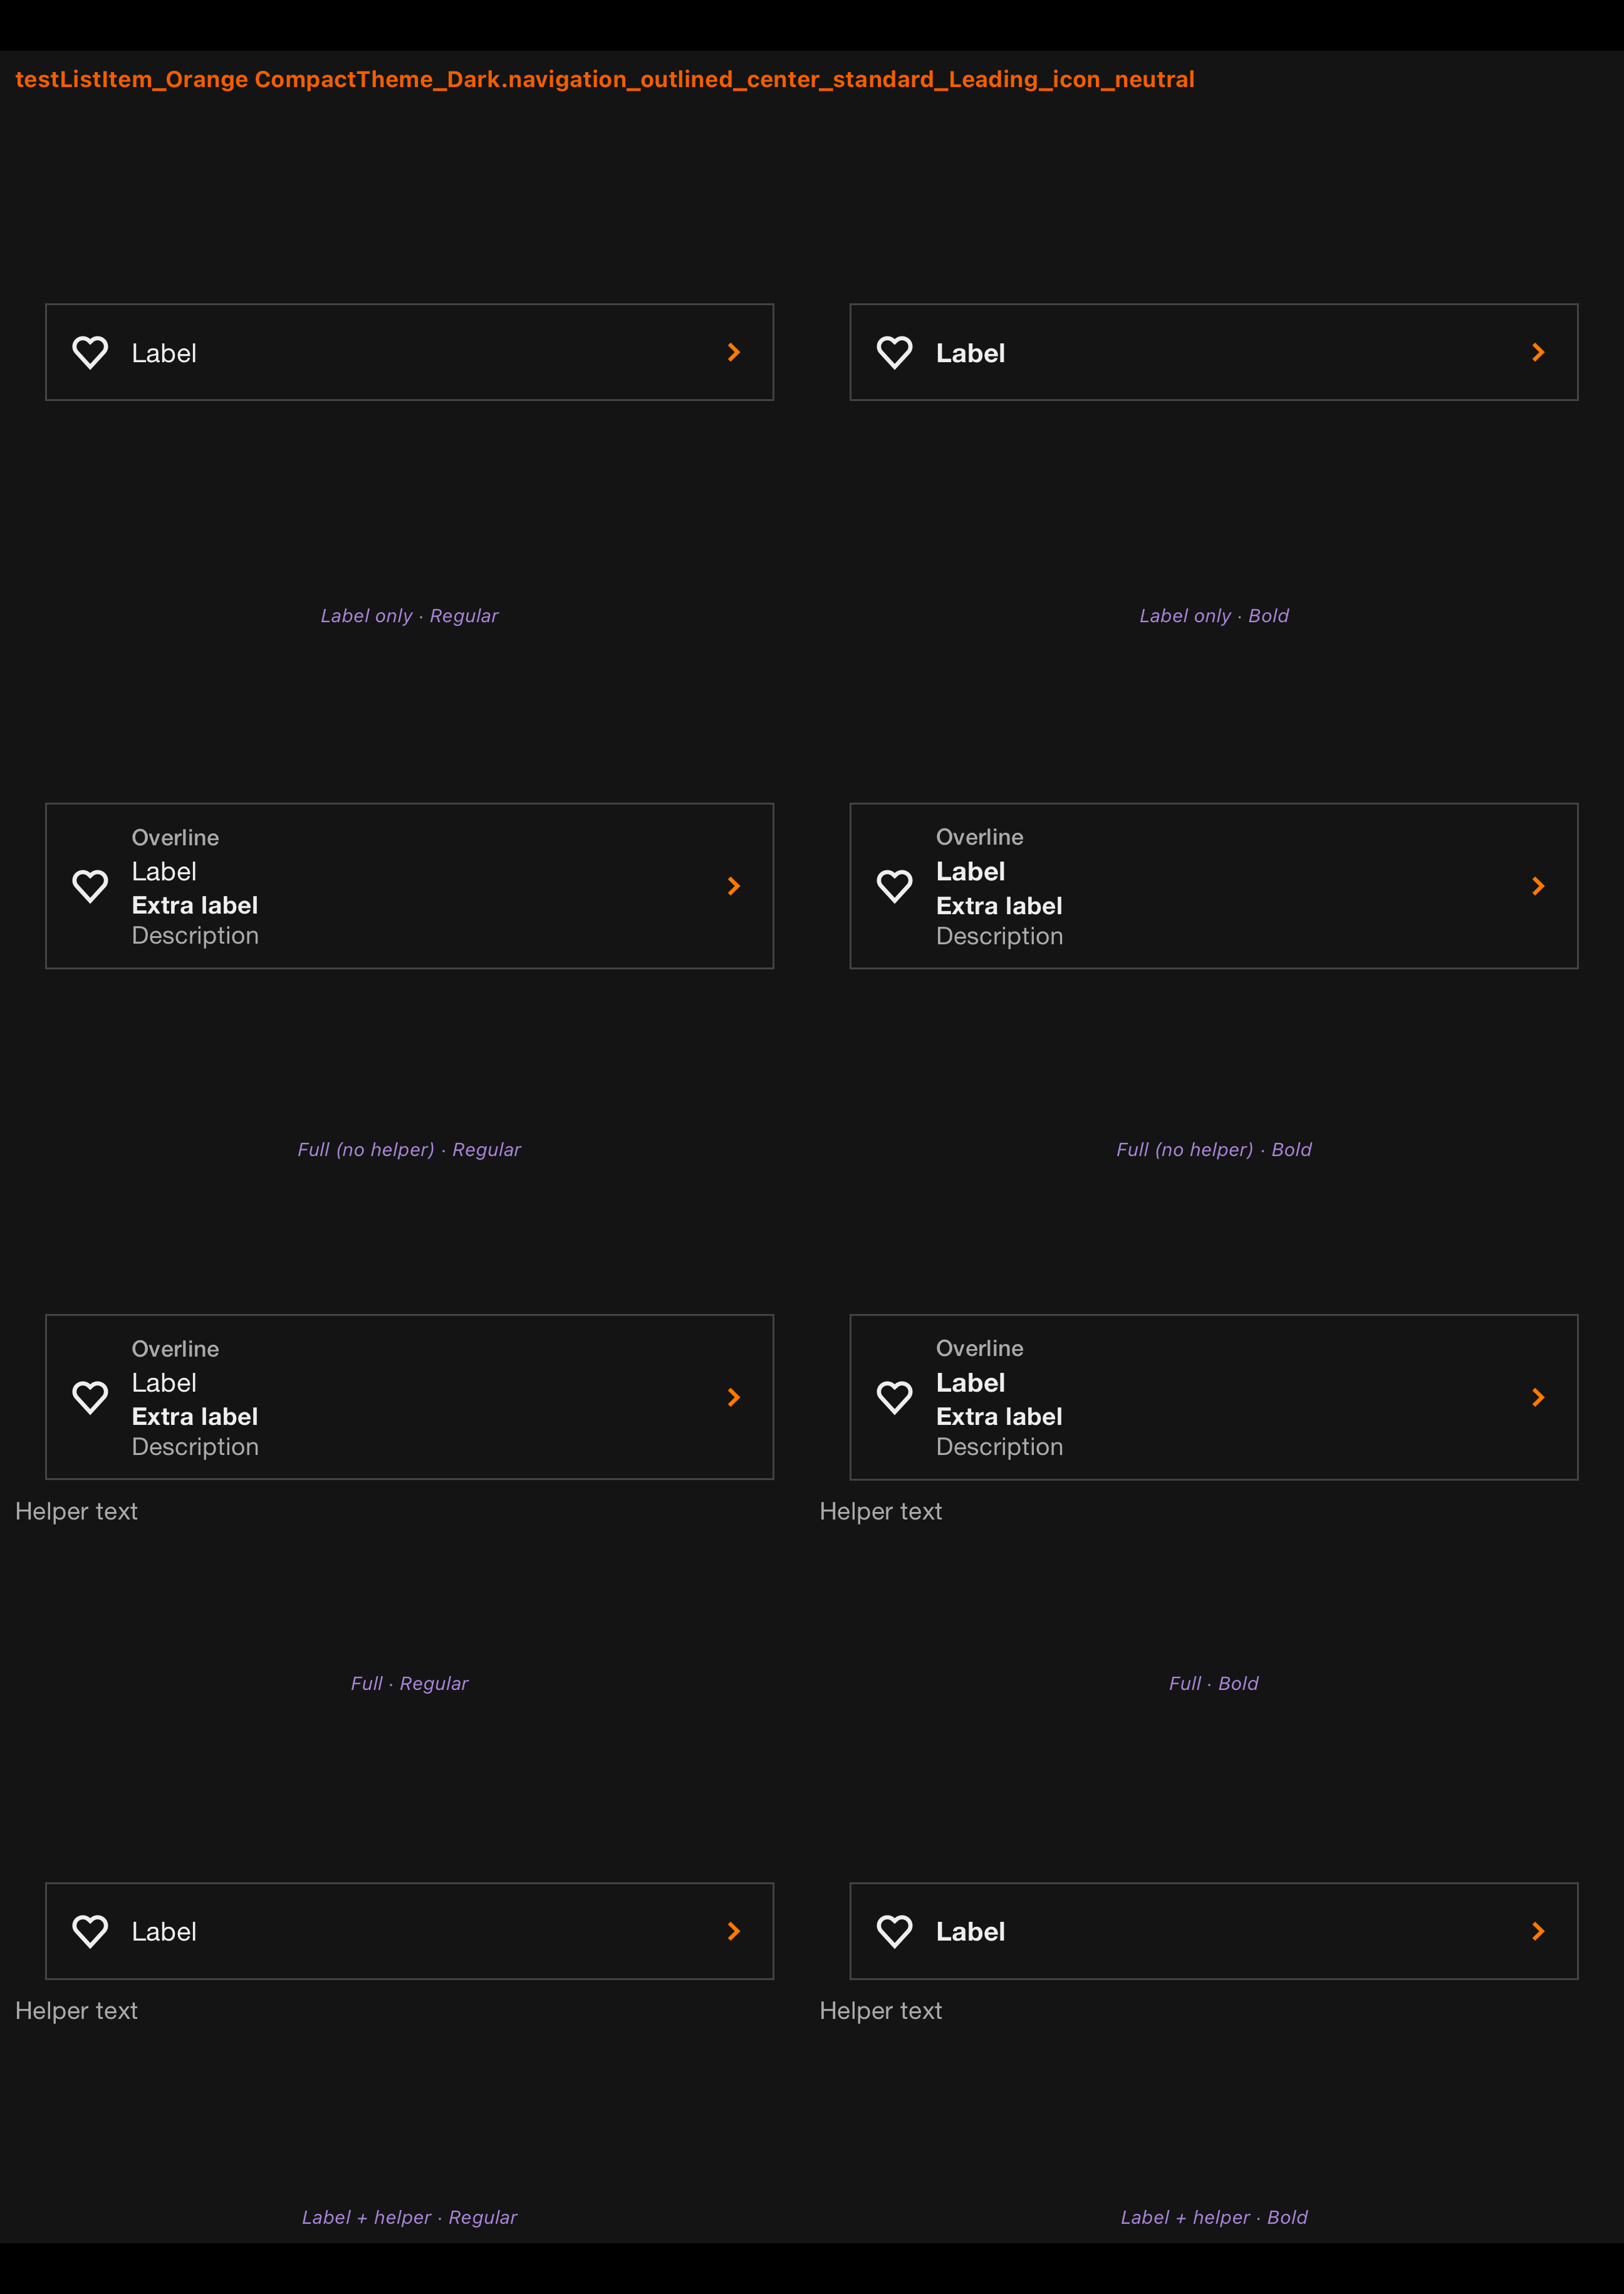 testListItem_Orange CompactTheme_Dark.navigation_outlined_center_standard_Leading_icon_neutral
Label
Label
Label only · Regular
Label only · Bold
Overline
Label
Extra label
Description
Overline
Label
Extra label
Description
Full (no helper) · Regular
Full (no helper) · Bold
Overline
Label
Extra label
Description
Helper text
Overline
Label
Extra label
Description
Helper text
Full · Regular
Full · Bold
Label
Helper text
Label
Helper text
Label + helper · Regular
Label + helper · Bold